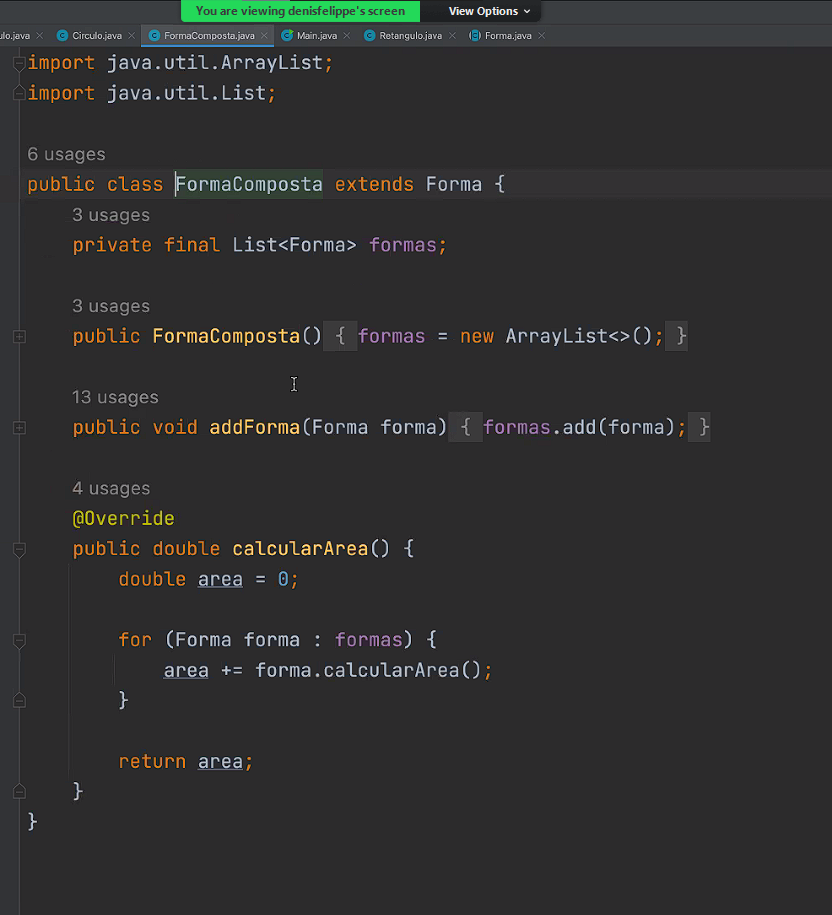 You are viewing denisfelippe's screen View Options
ulo.java Circulo.java FormaComposta.java Main.java Retangulo.java Forma.java
import java.util.ArrayList;
import java.util.List;
6 usages
public class FormaComposta extends Forma {
3 usages
private final List<Forma> formas;
3 usages
public FormaComposta() { formas = new ArrayList<>(); }
13 usages
public void addForma(Forma forma) { formas.add(forma); }
4 usages
@Override
public double calcularArea() {
double area = 0;
for (Forma forma : formas) {
area += forma.calcularArea();
}
return area;
}
}